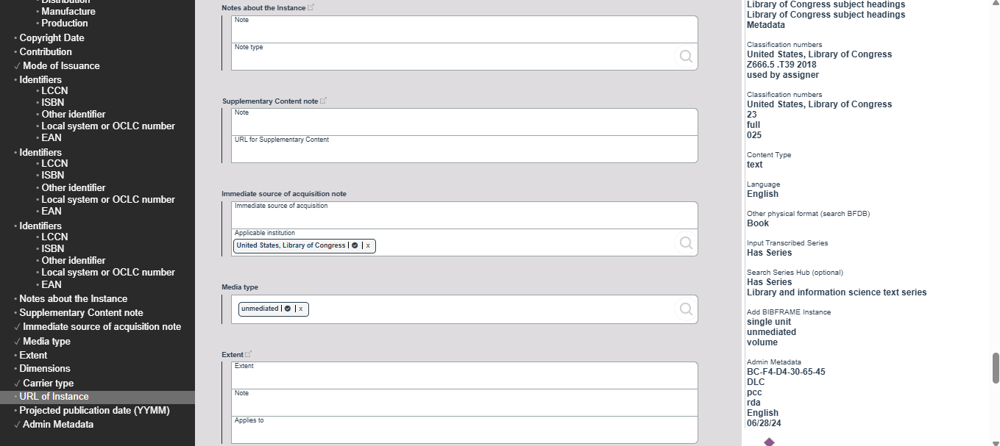 Distribution
Manufacture
Production
Copyright Date
Contribution
Mode of Issuance
Identifiers
LCCN
ISBN
Other identifier
Local system or OCLC number
EAN
Identifiers
LCCN
ISBN
Other identifier
Local system or OCLC number
EAN
Identifiers
LCCN
ISBN
Other identifier
Local system or OCLC number
EAN
Notes about the Instance
Supplementary Content note
Immediate source of acquisition note
Media type
Extent
Dimensions
Carrier type
URL of Instance
Projected publication date (YYMM)
Admin Metadata
Notes about the Instance
Note
Note type
Supplementary Content note
Note
URL for Supplementary Content
Immediate source of acquisition note
Immediate source of acquisition
Applicable institution
United States, Library of Congress | x
Media type
unmediated | x
Extent
Extent
Note
Applies to
Library of Congress subject headings
Library of Congress subject headings
Metadata
Classification numbers
United States, Library of Congress
Z666.5 .T39 2018
used by assigner
Classification numbers
United States, Library of Congress
23
full
025
Content Type
text
Language
English
Other physical format (search BFDB)
Book
Input Transcribed Series
Has Series
Search Series Hub (optional)
Has Series
Library and information science text series
Add BIBFRAME Instance
single unit
unmediated
volume
Admin Metadata
BC-F4-D4-30-65-45
DLC
pcc
rda
English
06/28/24